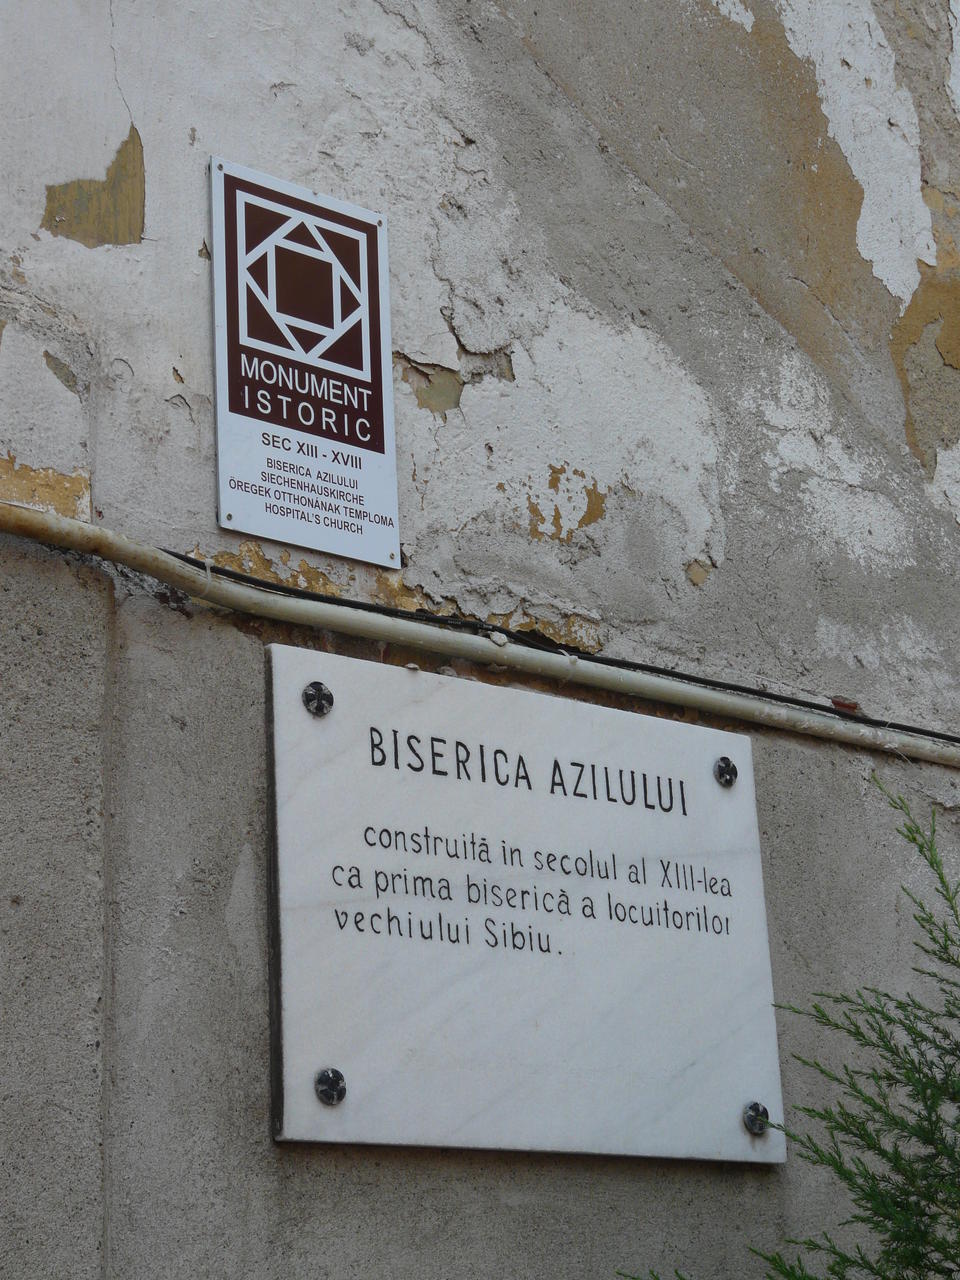 MONUMENT
ISTORIC
SEC XIII - XVIII
BISERICA AZILULUI
SIECHENHAUSKIRCHE
ÖREGEK OTTHONÁNAK TEMPLOMA
HOSPITAL'S CHURCH
BISERICA AZILULUI
construită in secolul al XIII-lea
ca prima biserică a locuitorilor
vechiului Sibiu.